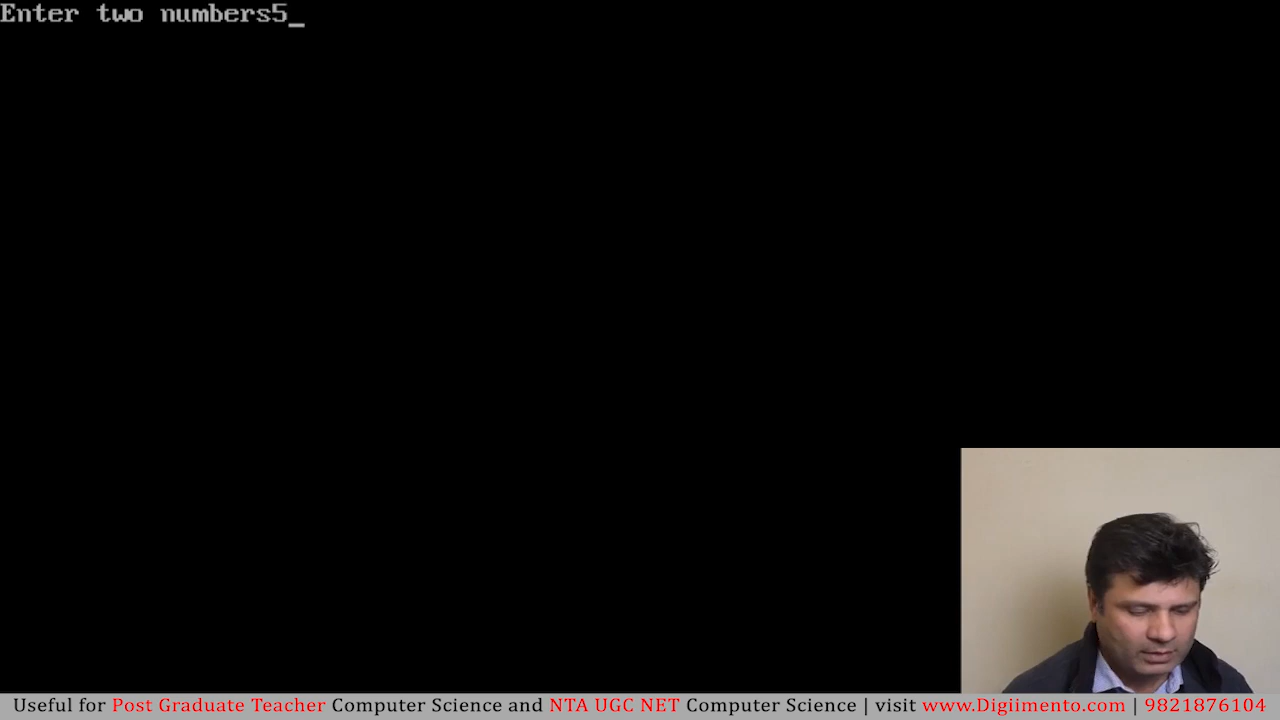 Enter two numbers5_
Useful for Post Graduate Teacher Computer Science and NTA UGC NET Computer Science | visit www.Digiimento.com | 9821876104